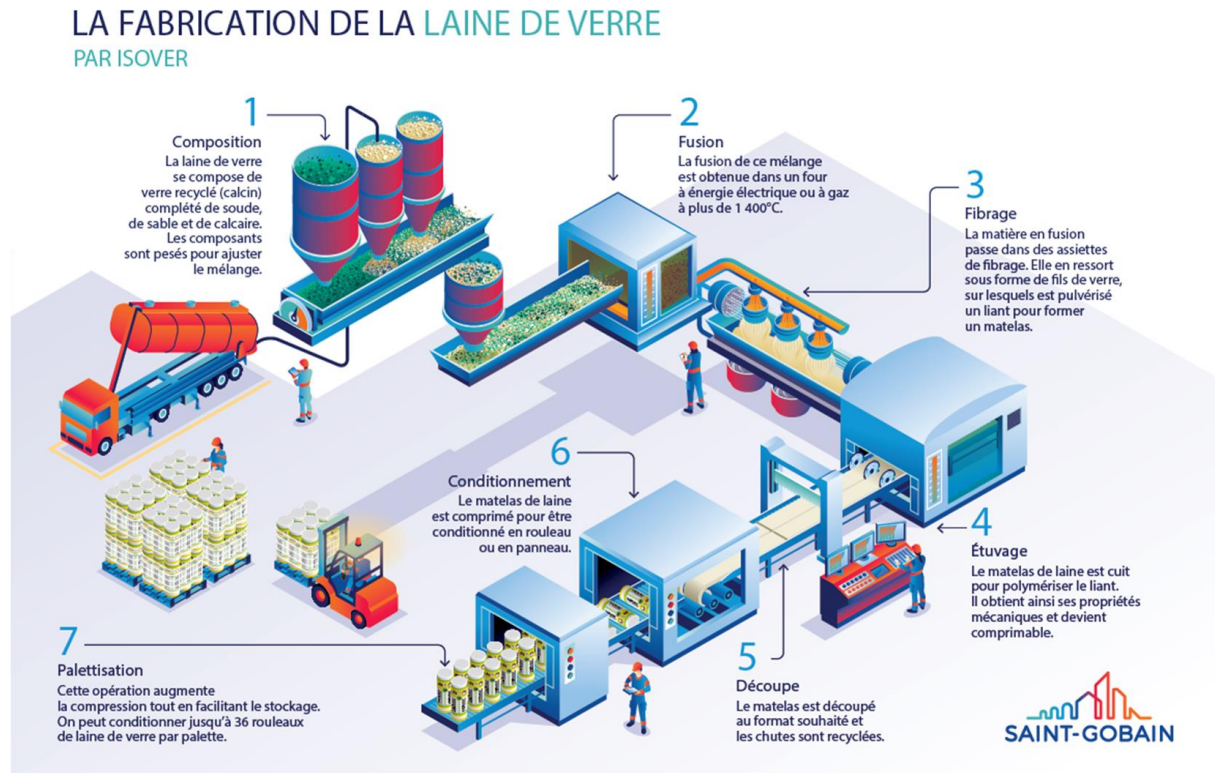 LA FABRICATION DE LA LAINE DE VERRE
PAR ISOVER
1
Composition
La laine de verre
se compose de
verre recyclé (calcin)
complété de soude,
de sable et de calcaire.
Les composants
sont pesés pour ajuster
le mélange.
2
Fusion
La fusion de ce mélange
est obtenue dans un four
à énergie électrique ou à gaz
à plus de 1 400°C.
3
Fibrage
La matière en fusion
passe dans des assiettes
de fibrage. Elle en ressort
sous forme de fils de verre,
sur lesquels est pulvérisé
un liant pour former
un matelas.
4
Étuvage
Le matelas de laine est cuit
pour polymériser le liant.
Il obtient ainsi ses propriétés
mécaniques et devient
comprimable.
5
Découpe
Le matelas est découpé
au format souhaité et
les chutes sont recyclées.
6
Conditionnement
Le matelas de laine
est comprimé pour être
conditionné en rouleau
ou en panneau.
7
Palettisation
Cette opération augmente
la compression tout en facilitant le stockage.
On peut conditionner jusqu'à 36 rouleaux
de laine de verre par palette.
SAINT-GOBAIN